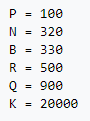 P = 100
N = 320
B = 330
R = 500
Q = 900
K = 20000